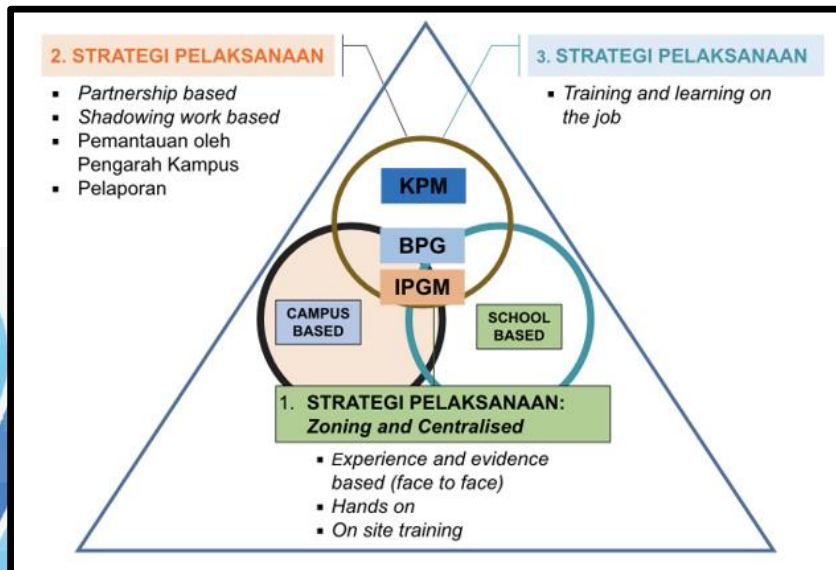 2. STRATEGI PELAKSANAAN
▪ Partnership based
▪ Shadowing work based
▪ Pemantauan oleh
Pengarah Kampus
▪ Pelaporan
3. STRATEGI PELAKSANAAN
▪ Training and learning on
the job
KPM
BPG
IPGM
CAMPUS
BASED
SCHOOL
BASED
1. STRATEGI PELAKSANAAN:
Zoning and Centralised
▪ Experience and evidence
based (face to face)
▪ Hands on
▪ On site training